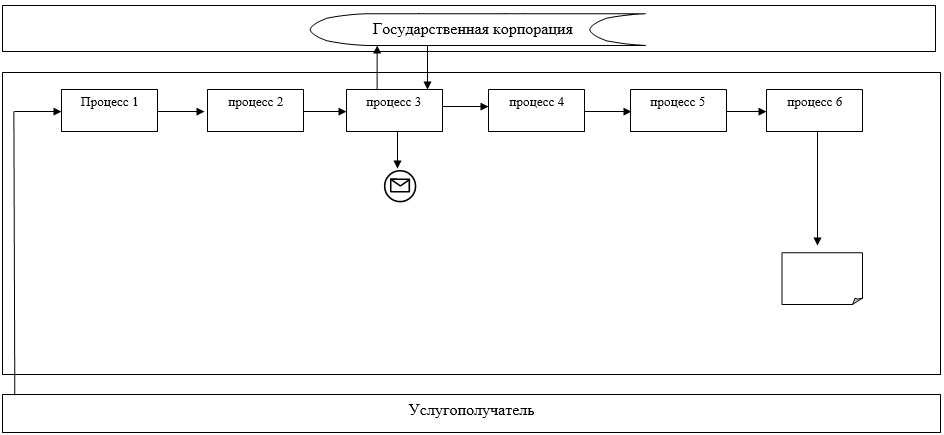 Государственная корпорация
Процесс 1
процесс 2
процесс 3
процесс 4
процесс 5
процесс 6
Услугополучатель